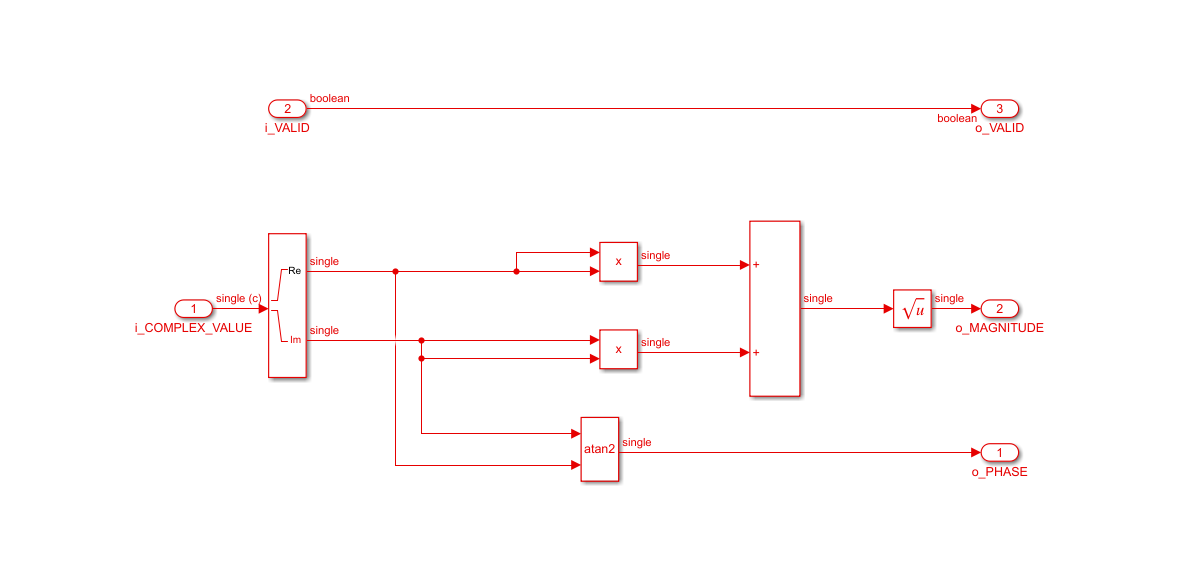 boolean
2
i_VALID
3
boolean
o_VALID
single (c)
1
i_COMPLEX_VALUE
Re
Im
single
single
x
single
x
single
+
+
single
√u
single
2
o_MAGNITUDE
atan2
single
1
o_PHASE